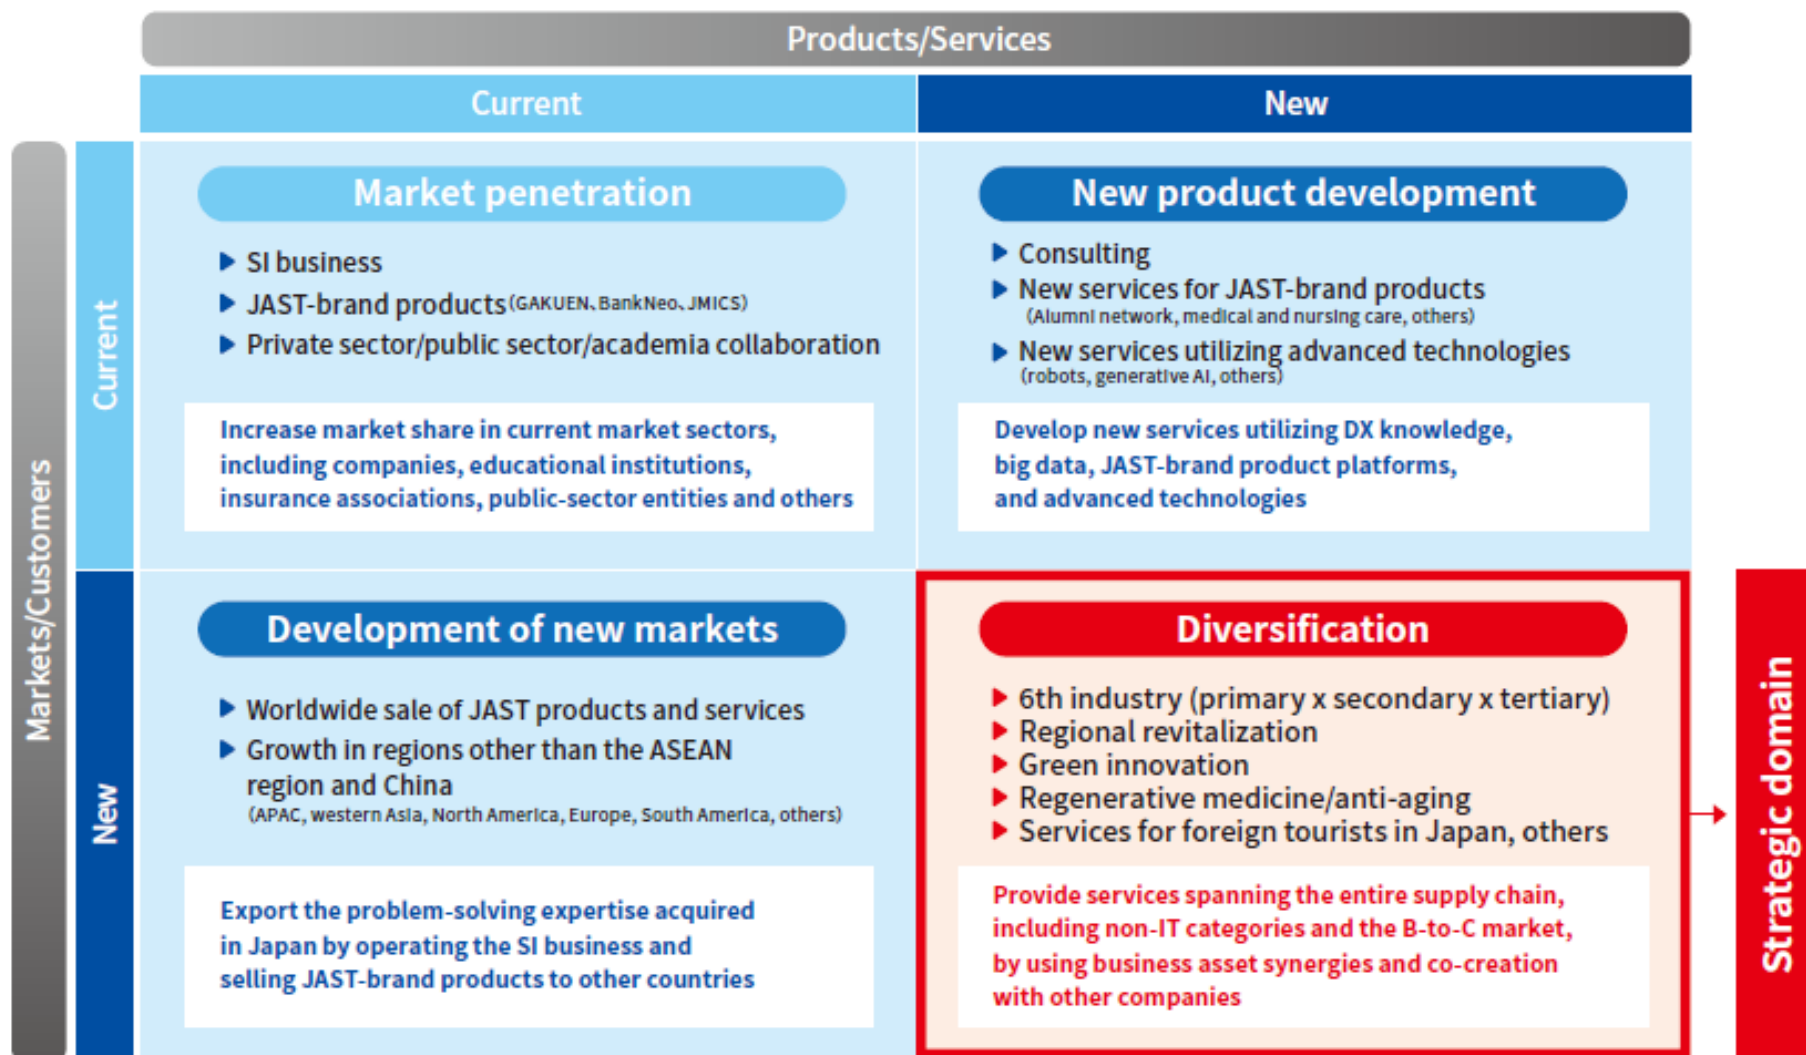 Products/Services
Current
New
Markets/Customers
Current
Market penetration
SI business
JAST-brand products (GAKUEN、BankNeo、JMICS)
Private sector/public sector/academia collaboration
Increase market share in current market sectors,
including companies, educational institutions,
insurance associations, public-sector entities and others
New product development
Consulting
New services for JAST-brand products
(Alumni network, medical and nursing care, others)
New services utilizing advanced technologies
(robots, generative AI, others)
Develop new services utilizing DX knowledge,
big data, JAST-brand product platforms,
and advanced technologies
New
Development of new markets
Worldwide sale of JAST products and services
Growth in regions other than the ASEAN
region and China
(APAC, western Asia, North America, Europe, South America, others)
Export the problem-solving expertise acquired
in Japan by operating the SI business and
selling JAST-brand products to other countries
Diversification
6th industry (primary x secondary x tertiary)
Regional revitalization
Green innovation
Regenerative medicine/anti-aging
Services for foreign tourists in Japan, others
Provide services spanning the entire supply chain,
including non-IT categories and the B-to-C market,
by using business asset synergies and co-creation
with other companies
Strategic domain